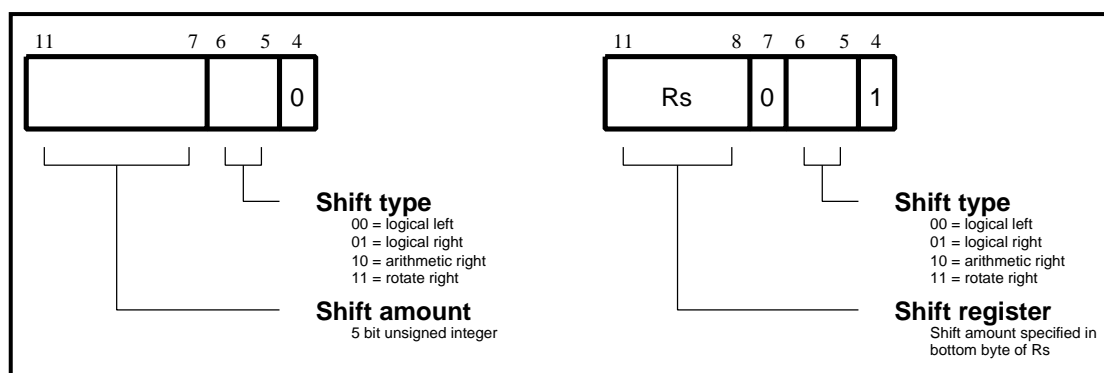 11 7 6 5 4
0
Shift type
00 = logical left
01 = logical right
10 = arithmetic right
11 = rotate right
Shift amount
5 bit unsigned integer
11 8 7 6 5 4
Rs 0 1
Shift type
00 = logical left
01 = logical right
10 = arithmetic right
11 = rotate right
Shift register
Shift amount specified in
bottom byte of Rs